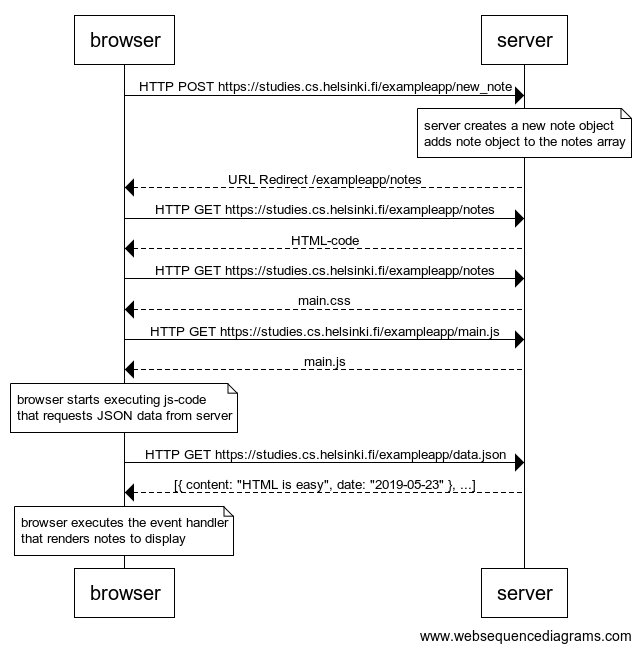 browser
server
HTTP POST https://studies.cs.helsinki.fi/exampleapp/new_note
server creates a new note object
adds note object to the notes array
URL Redirect /exampleapp/notes
HTTP GET https://studies.cs.helsinki.fi/exampleapp/notes
HTML-code
HTTP GET https://studies.cs.helsinki.fi/exampleapp/notes
main.css
HTTP GET https://studies.cs.helsinki.fi/exampleapp/main.js
main.js
browser starts executing js-code
that requests JSON data from server
HTTP GET https://studies.cs.helsinki.fi/exampleapp/data.json
[{ content: "HTML is easy", date: "2019-05-23" }, ...]
browser executes the event handler
that renders notes to display
browser
server
www.websequencediagrams.com